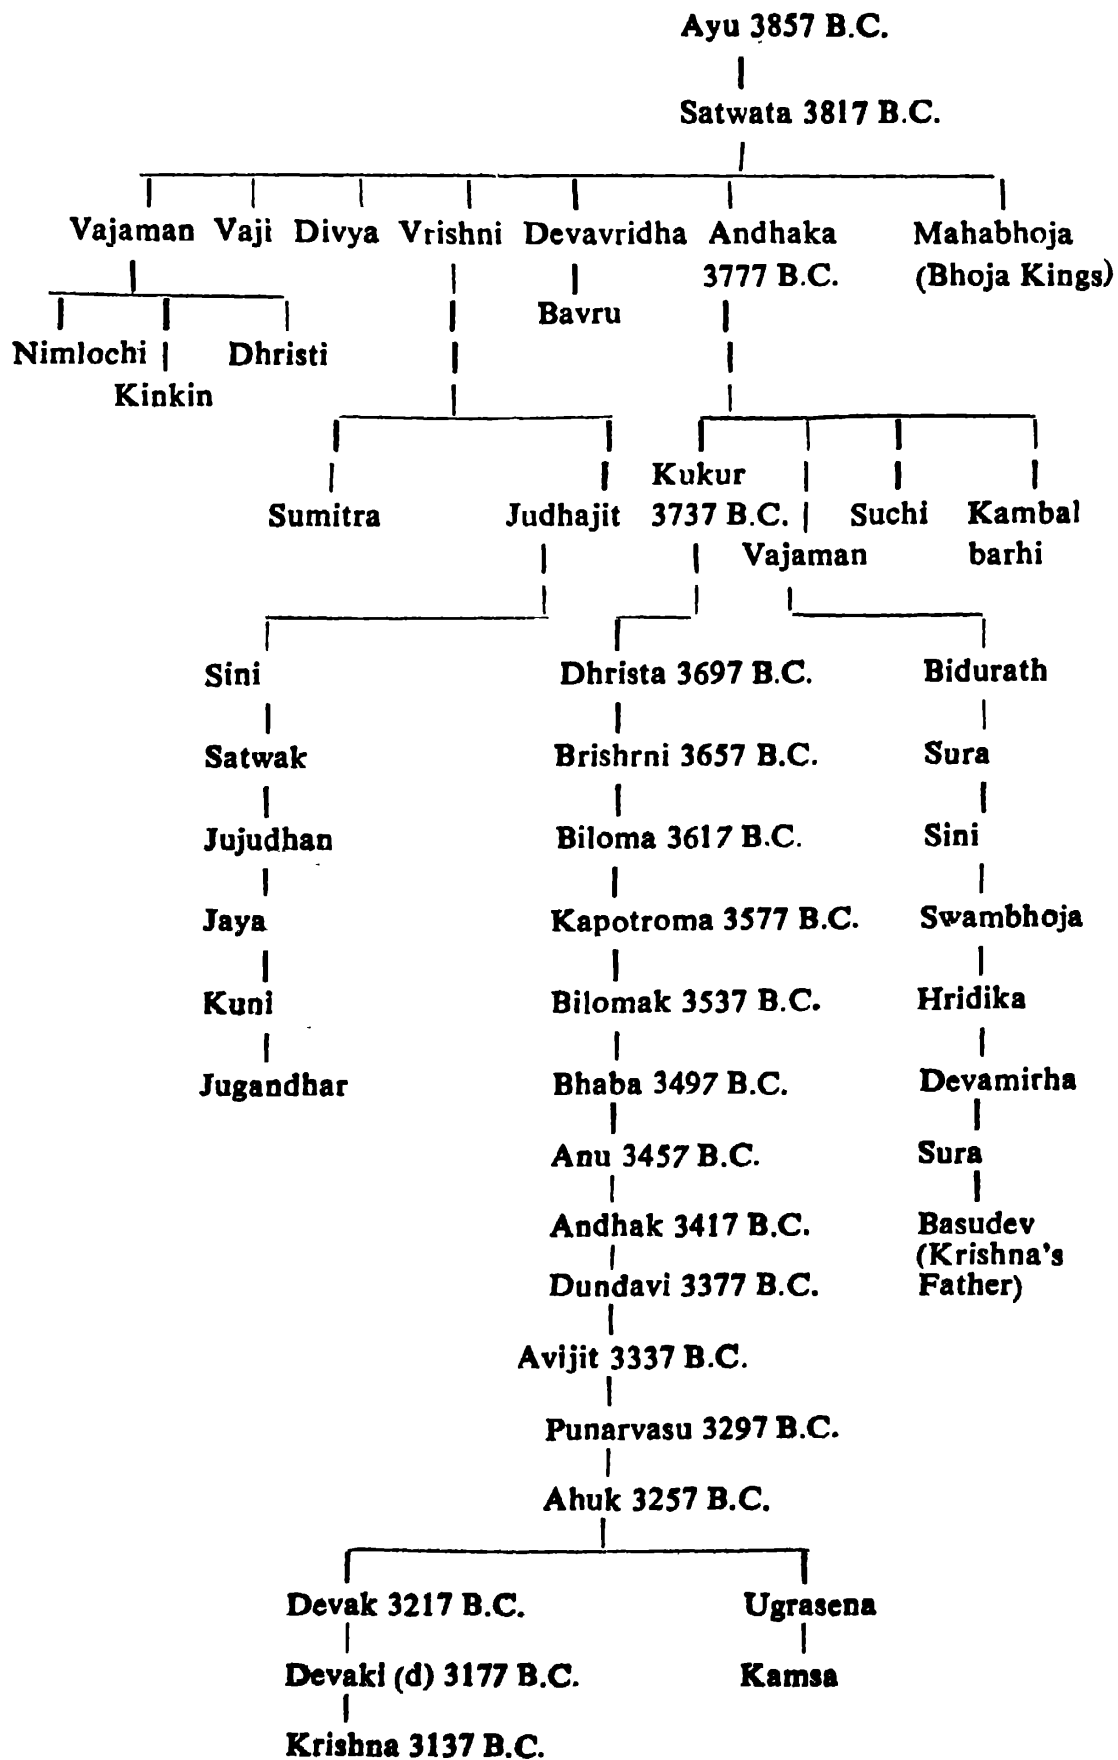 Ayu 3857 B.C.
Satwata 3817 B.C.
Vajaman Vaji Divya Vrishni Devavridha Andhaka Mahabhoja
3777 B.C. (Bhoja Kings)
Bavru
Nimlochi Dhristi
Kinkin
Kukur
Sumitra Judhajit 3737 B.C. Suchi Kambal
Vajaman barhi
Sini Dhrista 3697 B.C. Bidurath
Satwak Brishrni 3657 B.C. Sura
Jujudhan Biloma 3617 B.C. Sini
Jaya Kapotroma 3577 B.C. Swambhoja
Kuni Bilomak 3537 B.C. Hridika
Jugandhar Bhaba 3497 B.C. Devamirha
Anu 3457 B.C. Sura
Andhak 3417 B.C. Basudev
(Krishna's
Dundavi 3377 B.C. Father)
Avijit 3337 B.C.
Punarvasu 3297 B.C.
Ahuk 3257 B.C.
Devak 3217 B.C. Ugrasena
Devaki (d) 3177 B.C. Kamsa
Krishna 3137 B.C.